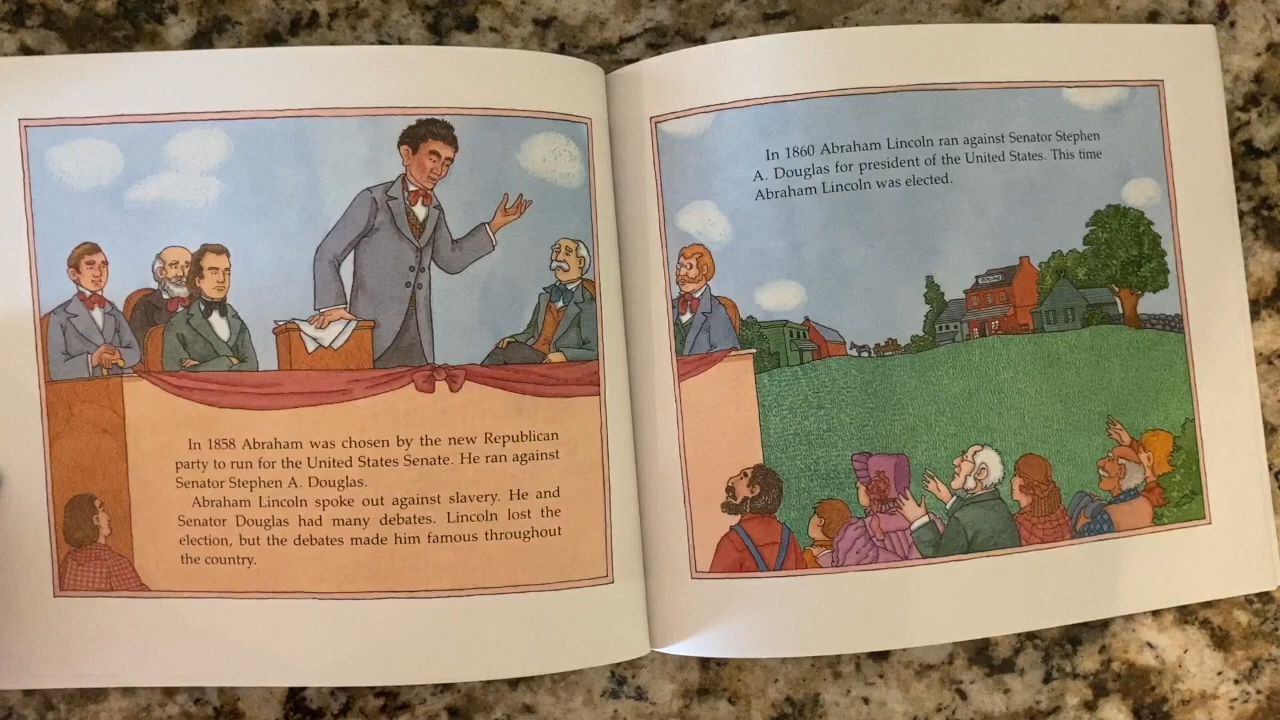 In 1858 Abraham was chosen by the new Republican
party to run for the United States Senate. He ran against
Senator Stephen A. Douglas.
Abraham Lincoln spoke out against slavery. He and
Senator Douglas had many debates. Lincoln lost the
election, but the debates made him famous throughout
the country.
In 1860 Abraham Lincoln ran against Senator Stephen
A. Douglas for president of the United States. This time
Abraham Lincoln was elected.